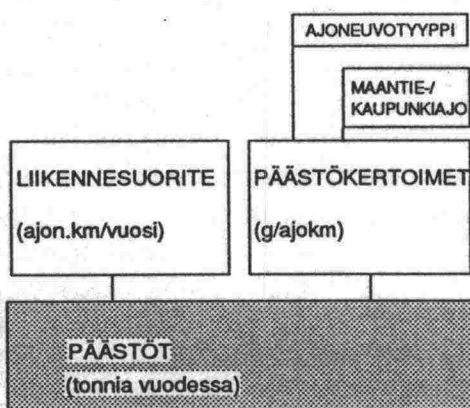 AJONEUVOTYYPPI
MAANTIE-/
KAUPUNKIAJO
LIIKENNESUORITE
(ajon.km/vuosi)
PÄÄSTÖKERTOIMET
(g/ajokm)
PÄÄSTÖT
(tonnia vuodessa)